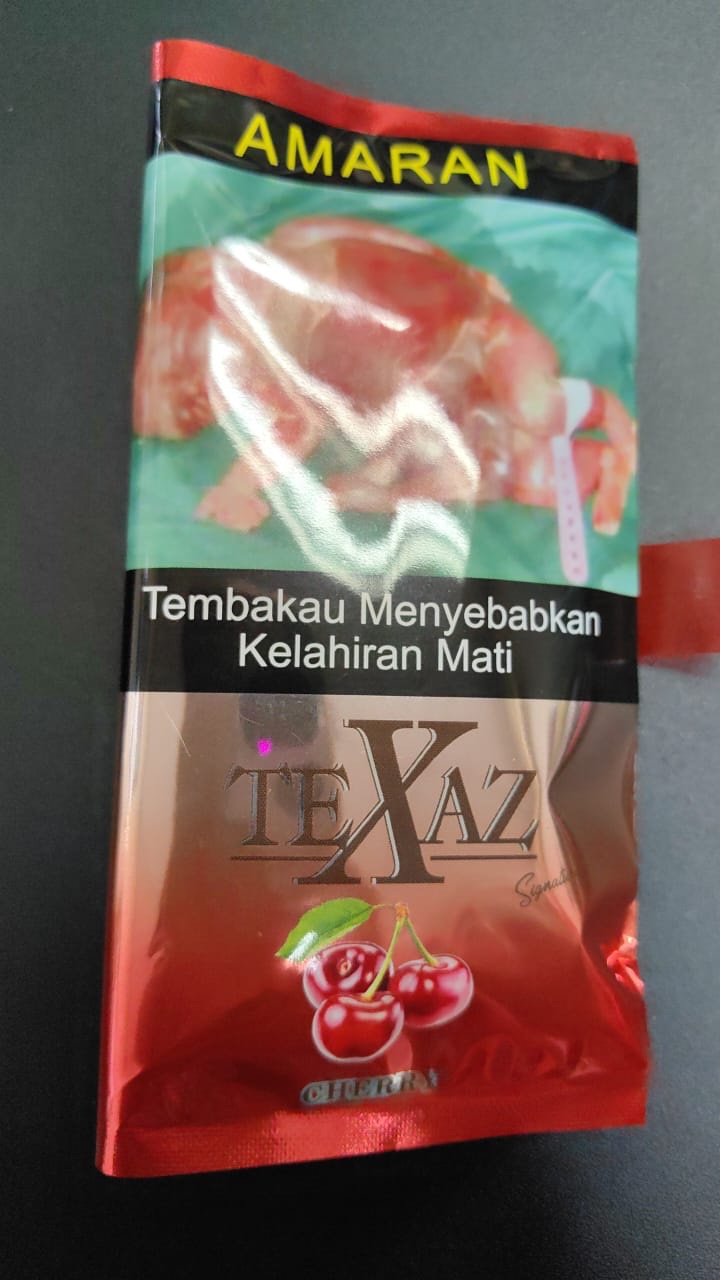 AMARAN
Tembakau Menyebabkan
Kelahiran Mati
TEXAZ
CHERRY